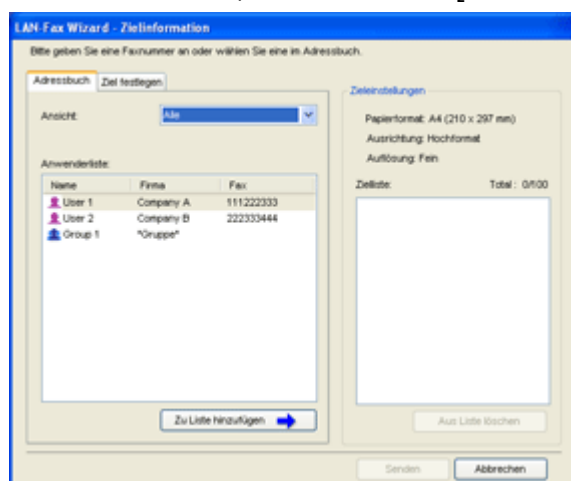 LAN-Fax Wizard - Zielinformation
Bitte geben Sie eine Faxnummer an oder wählen Sie eine im Adressbuch.
Adressbuch Ziel festlegen
Ansicht: Alle
Anwenderliste:
Name Firma Fax
User 1 Company A 111222333
User 2 Company B 222333444
Group 1 "Gruppe"
Zu Liste hinzufügen
Zieleinstellungen
Papierformat: A4 (210 x 297 mm)
Ausrichtung: Hochformat
Auflösung: Fein
Zielliste: Total : 0/100
Aus Liste löschen
Senden Abbrechen